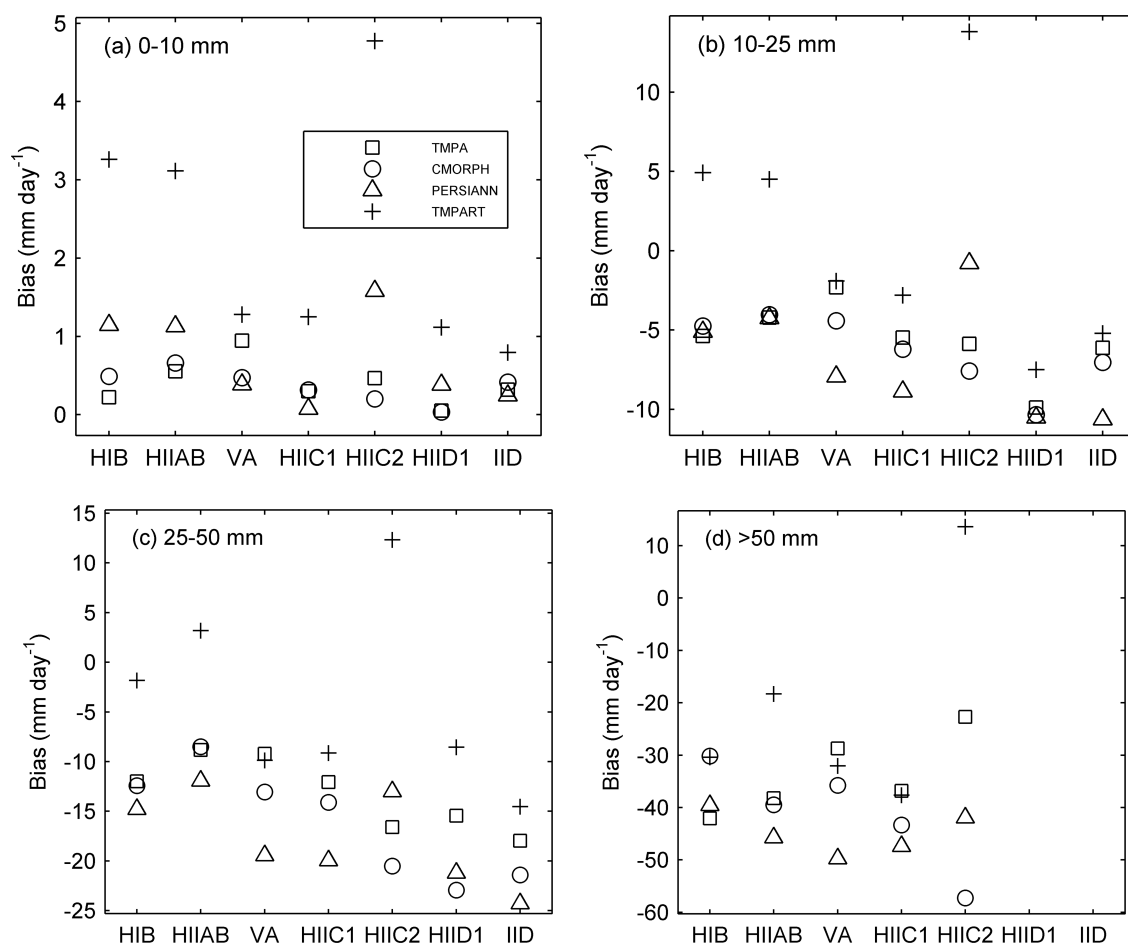 (a) 0-10 mm
Bias (mm day⁻¹)
5
4
3
2
1
0
TMPA
CMORPH
PERSIANN
TMPART
HIB HIIAB VA HIIC1 HIIC2 HIID1 IID
(b) 10-25 mm
Bias (mm day⁻¹)
10
5
0
-5
-10
HIB HIIAB VA HIIC1 HIIC2 HIID1 IID
(c) 25-50 mm
Bias (mm day⁻¹)
15
10
5
0
-5
-10
-15
-20
-25
HIB HIIAB VA HIIC1 HIIC2 HIID1 IID
(d) >50 mm
Bias (mm day⁻¹)
10
0
-10
-20
-30
-40
-50
-60
HIB HIIAB VA HIIC1 HIIC2 HIID1 IID